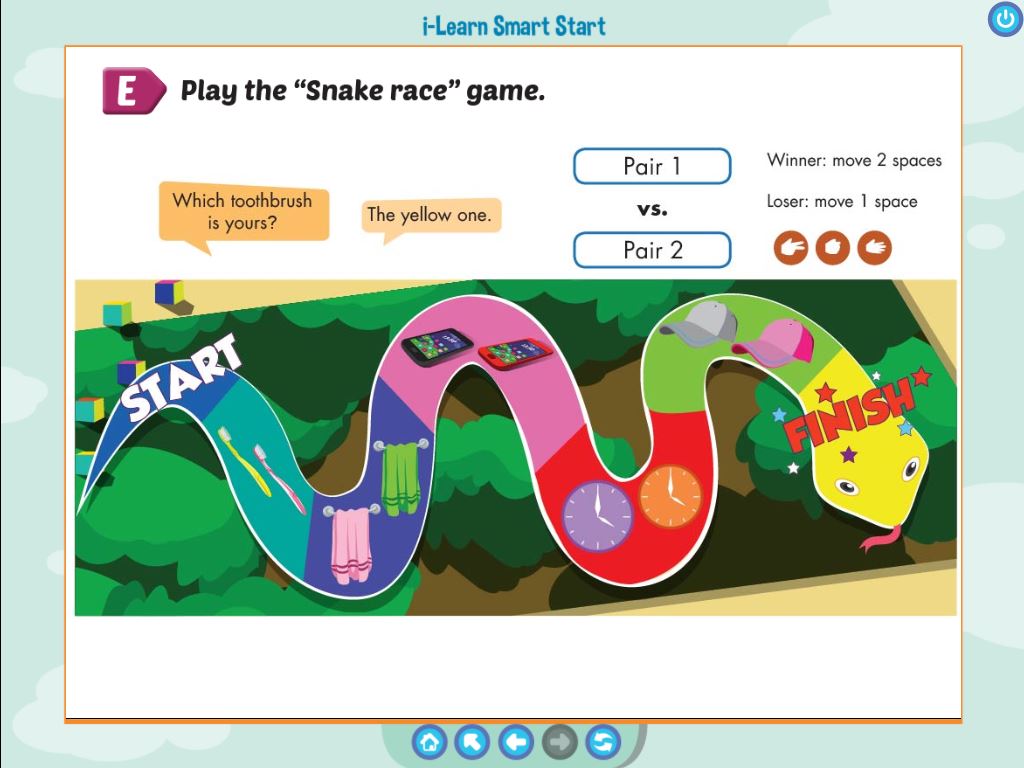 i-Learn Smart Start
E Play the “Snake race” game.
Which toothbrush
is yours?
The yellow one.
Pair 1
vs.
Pair 2
Winner: move 2 spaces
Loser: move 1 space
START
FINISH